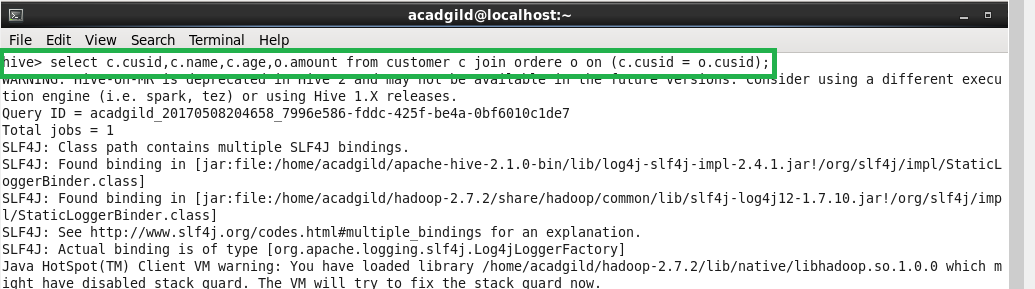 acadgild@localhost:~
File Edit View Search Terminal Help
hive> select c.cusid,c.name,c.age,o.amount from customer c join ordere o on (c.cusid = o.cusid);
WARNING: Hive-on-MR is deprecated in Hive 2 and may not be available in the future versions. Consider using a different execu
tion engine (i.e. spark, tez) or using Hive 1.X releases.
Query ID = acadgild_20170508204658_7996e586-fddc-425f-be4a-0bf6010c1de7
Total jobs = 1
SLF4J: Class path contains multiple SLF4J bindings.
SLF4J: Found binding in [jar:file:/home/acadgild/apache-hive-2.1.0-bin/lib/log4j-slf4j-impl-2.4.1.jar!/org/slf4j/impl/StaticL
oggerBinder.class]
SLF4J: Found binding in [jar:file:/home/acadgild/hadoop-2.7.2/share/hadoop/common/lib/slf4j-log4j12-1.7.10.jar!/org/slf4j/imp
l/StaticLoggerBinder.class]
SLF4J: See http://www.slf4j.org/codes.html#multiple_bindings for an explanation.
SLF4J: Actual binding is of type [org.apache.logging.slf4j.Log4jLoggerFactory]
Java HotSpot(TM) Client VM warning: You have loaded library /home/acadgild/hadoop-2.7.2/lib/native/libhadoop.so.1.0.0 which m
ight have disabled stack guard. The VM will try to fix the stack guard now.